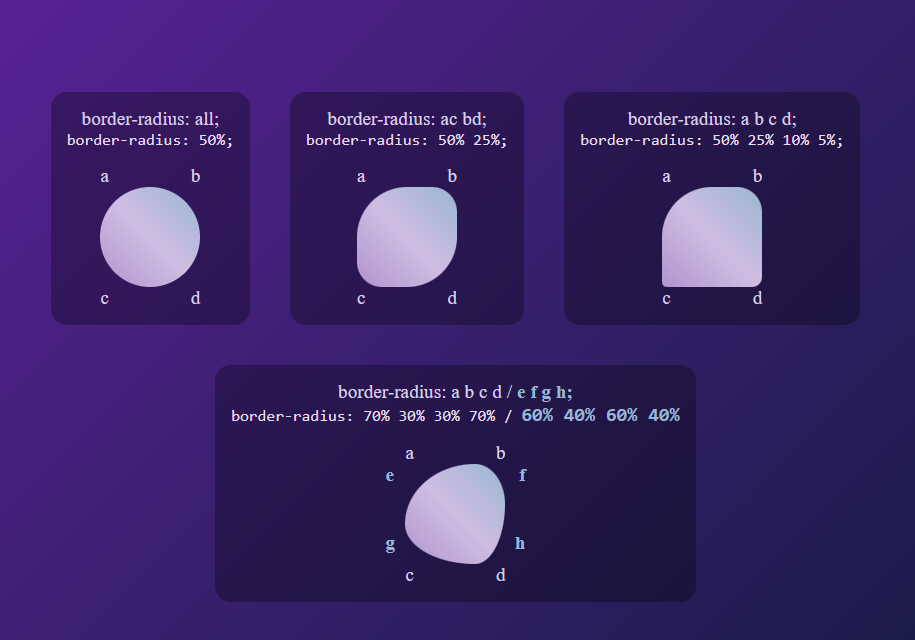 border-radius: all;
border-radius: 50%;
a b
c d
border-radius: ac bd;
border-radius: 50% 25%;
a b
c d
border-radius: a b c d;
border-radius: 50% 25% 10% 5%;
a b
c d
border-radius: a b c d / e f g h;
border-radius: 70% 30% 30% 70% / 60% 40% 60% 40%
a b
e f
g h
c d